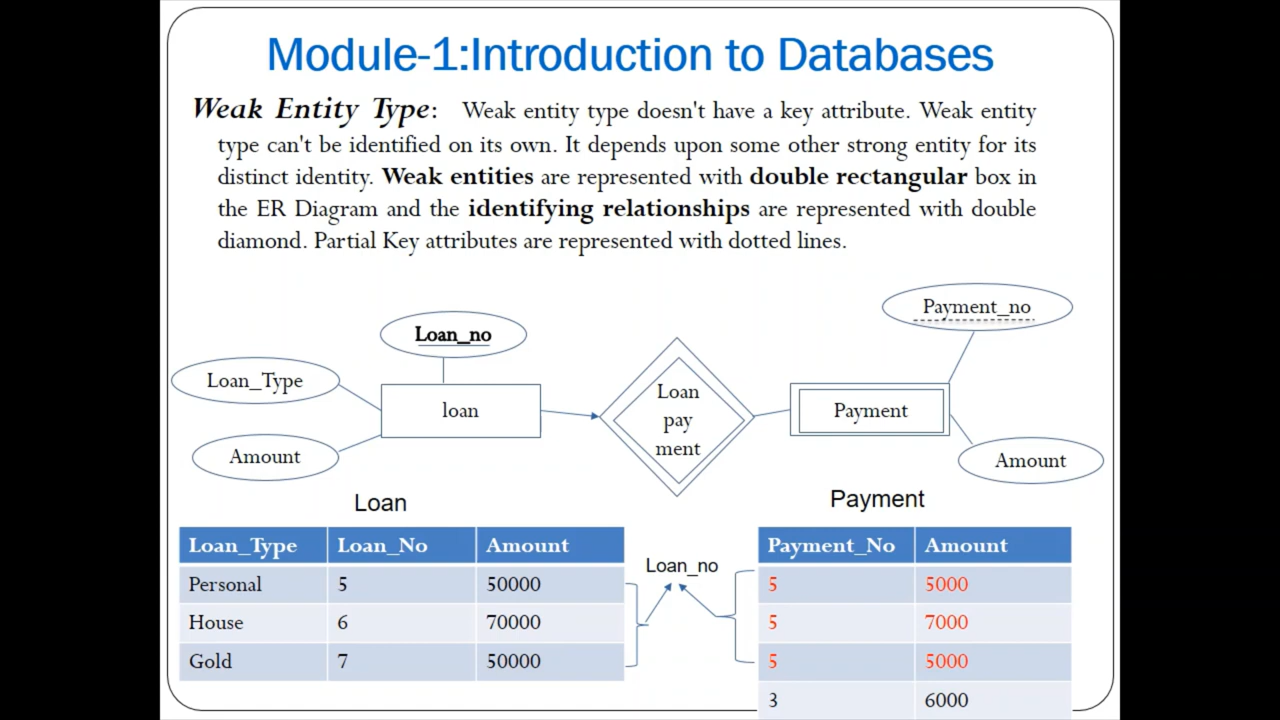 Module-1:Introduction to Databases
Weak Entity Type: Weak entity type doesn't have a key attribute. Weak entity
type can't be identified on its own. It depends upon some other strong entity for its
distinct identity. Weak entities are represented with double rectangular box in
the ER Diagram and the identifying relationships are represented with double
diamond. Partial Key attributes are represented with dotted lines.
Payment_no
Loan_no
Loan_Type
loan
Loan
pay
ment
Payment
Amount
Amount
Loan
Payment
Loan_Type Loan_No Amount
Personal 5 50000
House 6 70000
Gold 7 50000
Loan_no
Payment_No Amount
5 5000
5 7000
5 5000
3 6000